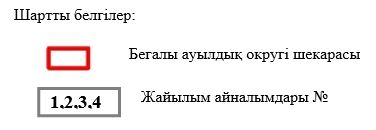 Шартты белгілер:
Бегалы ауылдық округі шекарасы
1,2,3,4 Жайылым айналымдары №